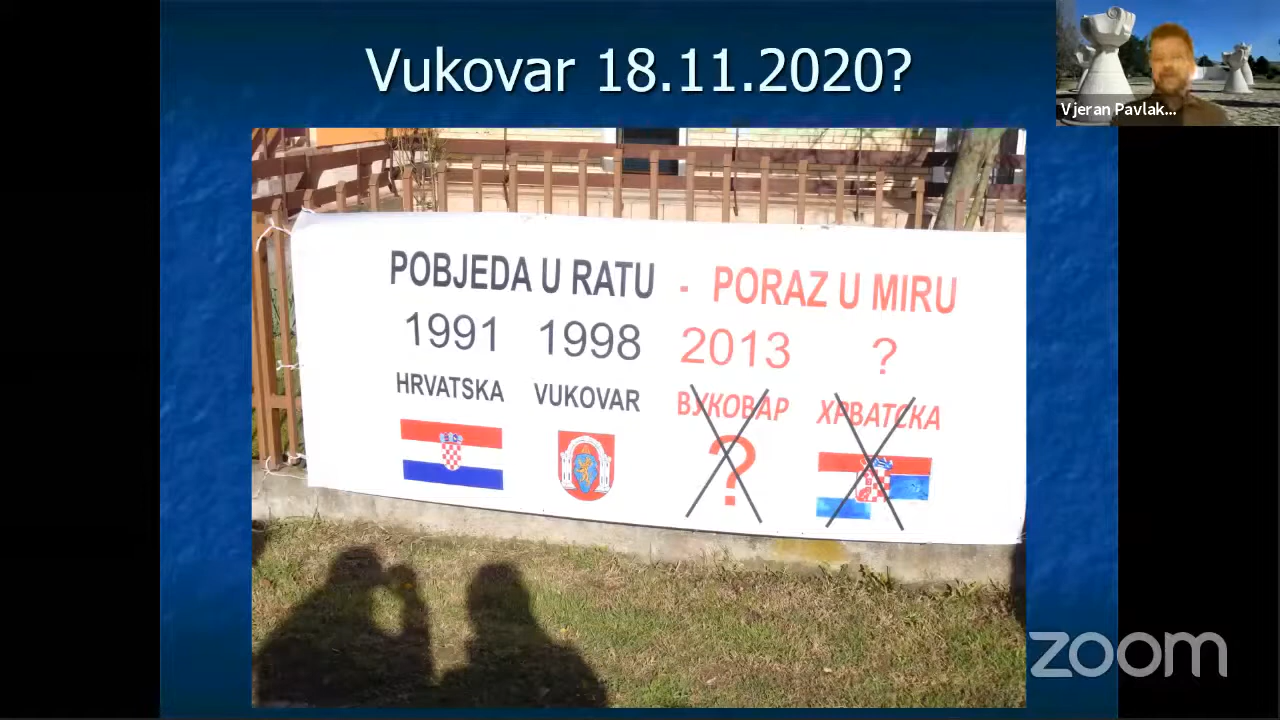 Vukovar 18.11.2020?
Vjeran Pavlak...
POBJEDA U RATU - PORAZ U MIRU
1991 1998 2013 ?
HRVATSKA VUKOVAR ВУКОВАР ХРВАТСКА
?
zoom